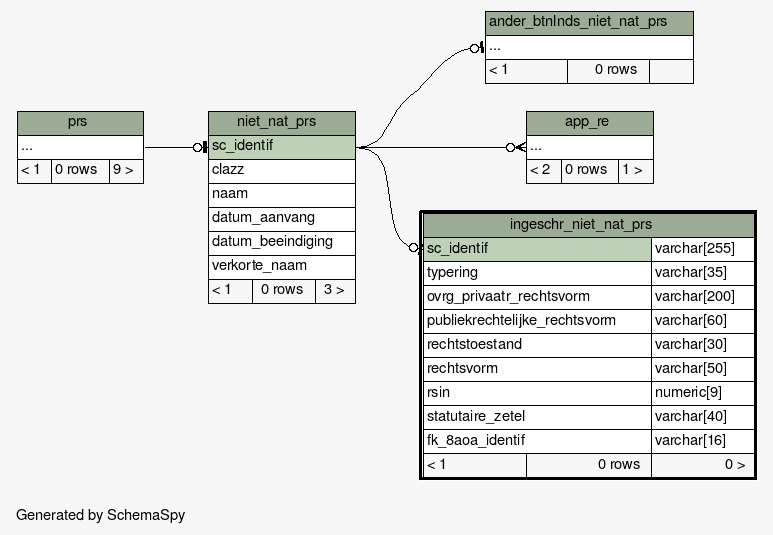 ander_btnlnds_niet_nat_prs
...
< 1 0 rows
prs
...
< 1 0 rows 9 >
niet_nat_prs
sc_identif
clazz
naam
datum_aanvang
datum_beeindiging
verkorte_naam
< 1 0 rows 3 >
app_re
...
< 2 0 rows 1 >
ingeschr_niet_nat_prs
sc_identif varchar[255]
typering varchar[35]
ovrg_privaatr_rechtsvorm varchar[200]
publiekrechtelijke_rechtsvorm varchar[60]
rechtstoestand varchar[30]
rechtsvorm varchar[50]
rsin numeric[9]
statutaire_zetel varchar[40]
fk_8aoa_identif varchar[16]
< 1 0 rows 0 >
Generated by SchemaSpy